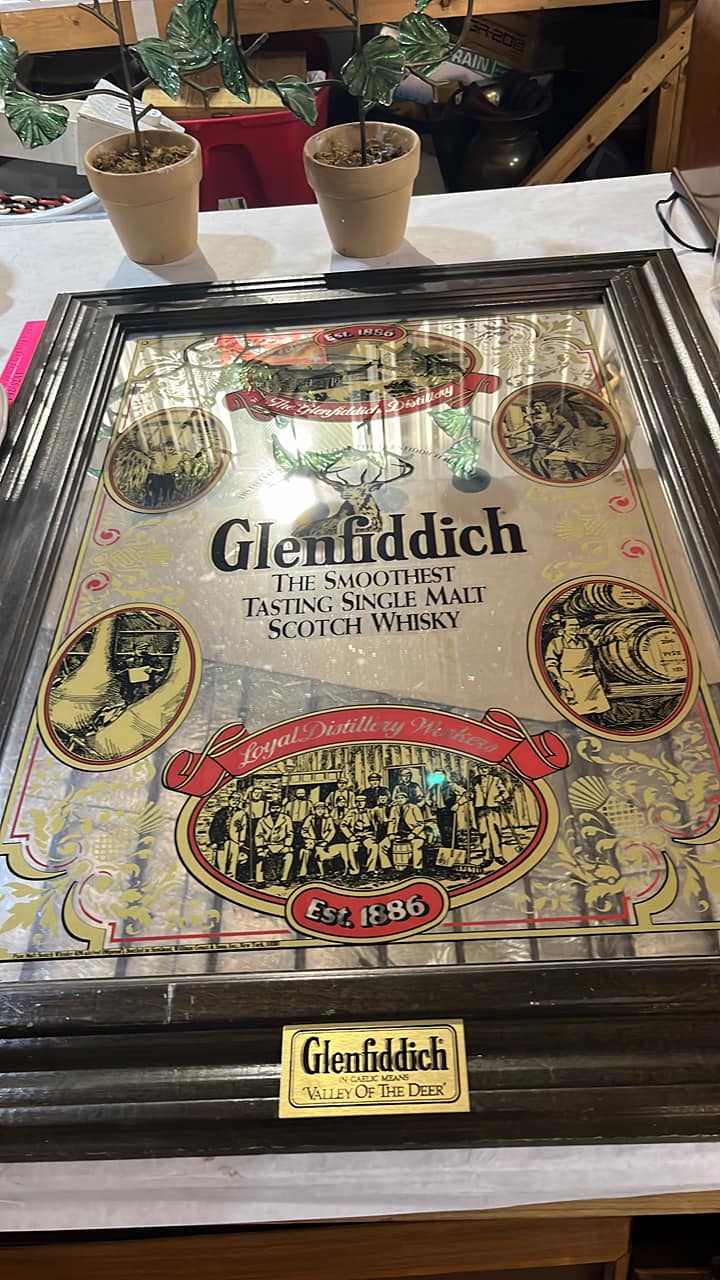 RAIN
Est. 1886
The Glenfiddich Distillery
Glenfiddich
THE SMOOTHEST
TASTING SINGLE MALT
SCOTCH WHISKY
Loyal Distillery Workers
Est. 1886
Glenfiddich
IN GAELIC MEANS
'VALLEY OF THE DEER'